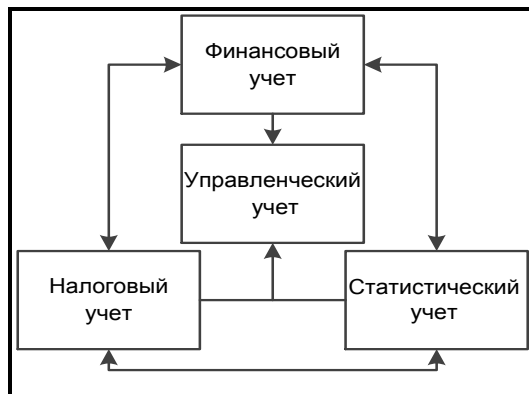 Финансовый
учет
Управленческий
учет
Налоговый
учет
Статистический
учет